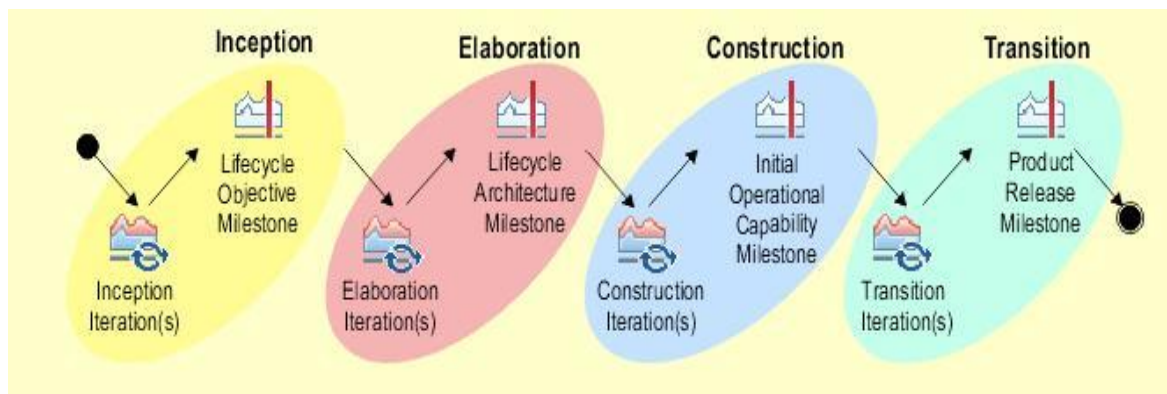 Inception
Elaboration
Construction
Transition
Lifecycle
Objective
Milestone
Inception
Iteration(s)
Lifecycle
Architecture
Milestone
Elaboration
Iteration(s)
Initial
Operational
Capability
Milestone
Construction
Iteration(s)
Product
Release
Milestone
Transition
Iteration(s)